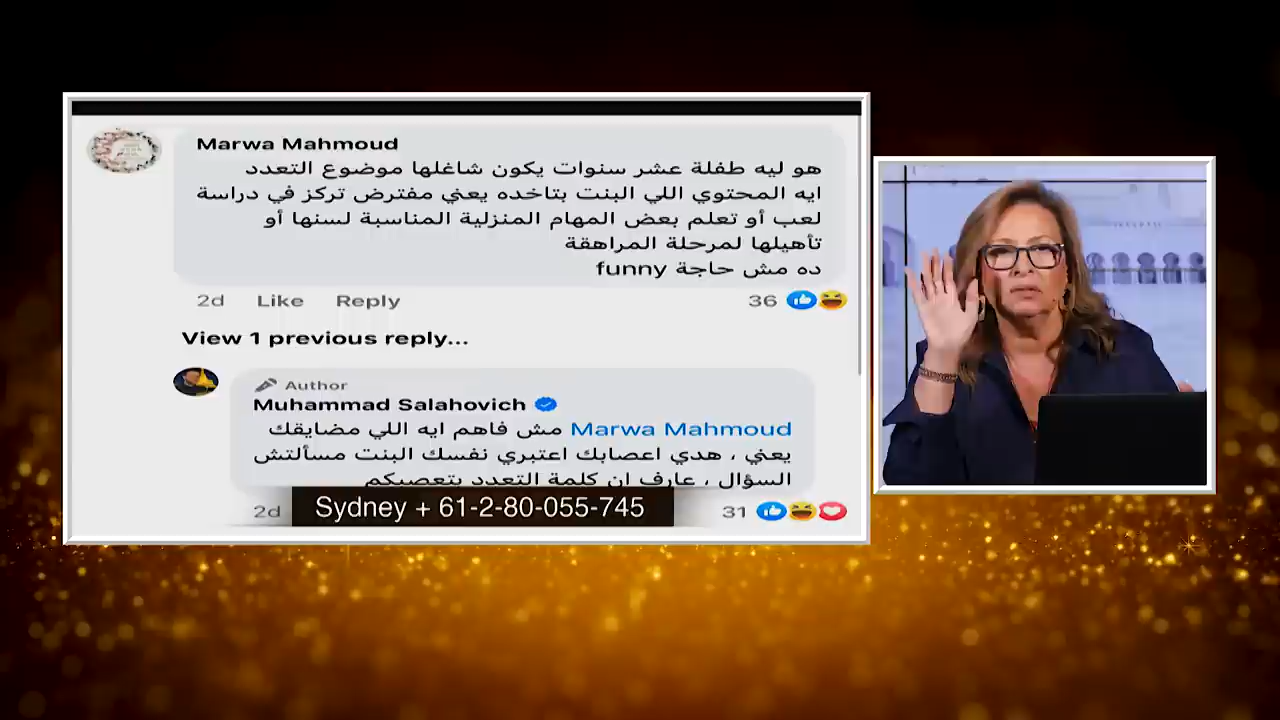 Marwa Mahmoud
هو ليه طفلة عشر سنوات يكون شاغلها موضوع التعدد
ايه المحتوي اللي البنت بتاخده يعني مفترض تركز في دراسة
لعب أو تعلم بعض المهام المنزلية المناسبة لسنها أو
تأهيلها لمرحلة المراهقة
ده مش حاجة funny
2d Like Reply 36
View 1 previous reply...
Author
Muhammad Salahovich
Marwa Mahmoud مش فاهم ايه اللي مضايقك
يعني ، هدي اعصابك اعتبري نفسك البنت مسألتش
السؤال ، عارف ان كلمة التعدد بتعصبكم
2d 31
Sydney + 61-2-80-055-745